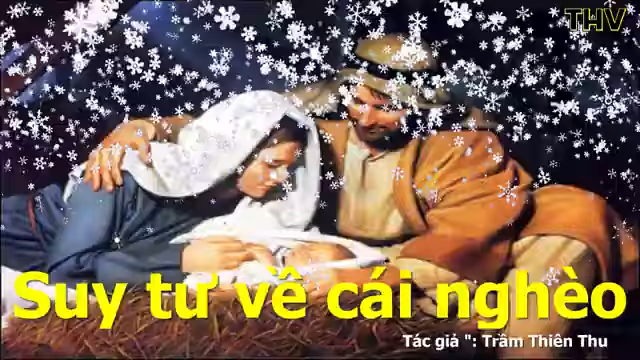 THV
Suy tư về cái nghèo
Tác giả ": Trầm Thiên Thu